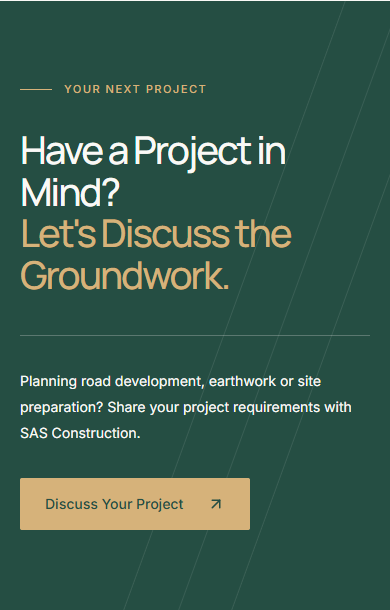 YOUR NEXT PROJECT
Have a Project in
Mind?
Let's Discuss the
Groundwork.
Planning road development, earthwork or site
preparation? Share your project requirements with
SAS Construction.
Discuss Your Project